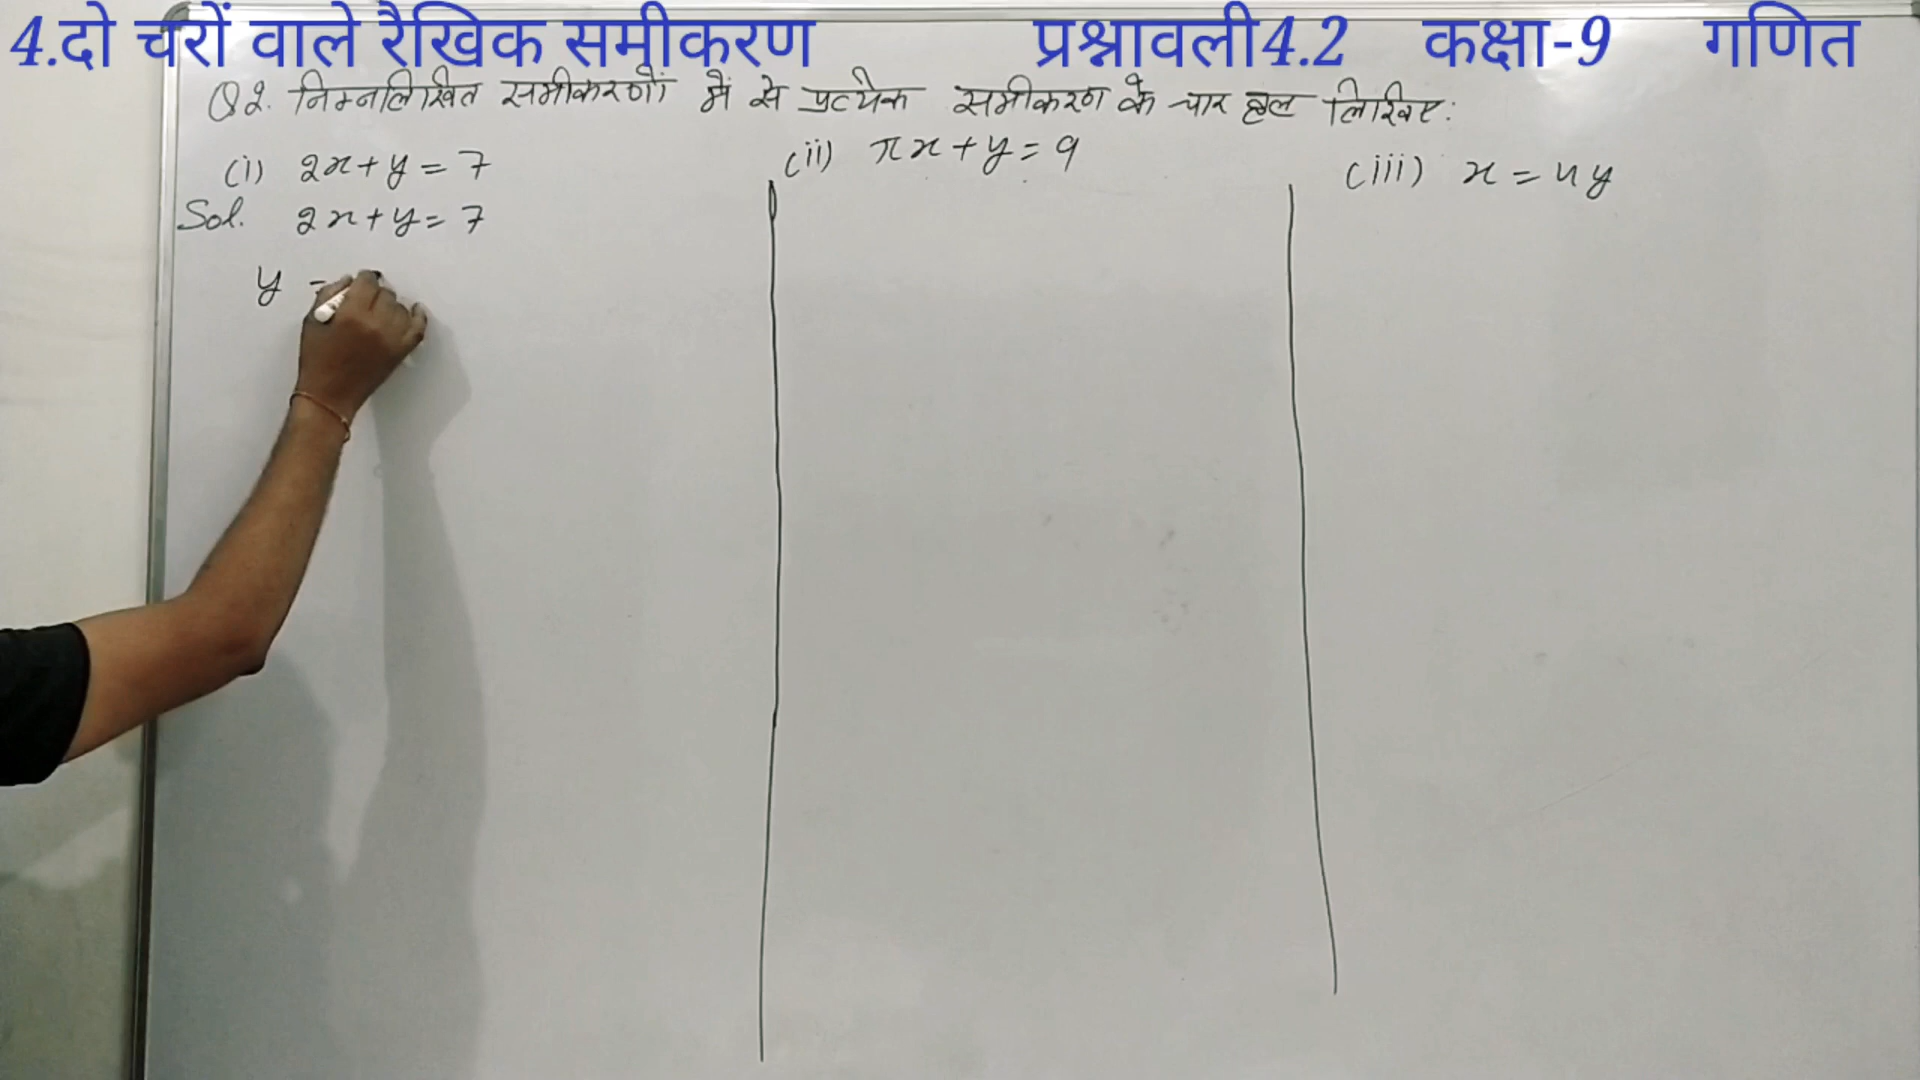 4.दो चरों वाले रैखिक समीकरण प्रश्नावली4.2 कक्षा-9 गणित
Q2. निम्नलिखित समीकरणों में से प्रत्येक समीकरण के चार हल लिखिए:
(i) 2x+y=7
(ii) πx+y=9
(iii) x=4y
Sol. 2x+y=7
y =